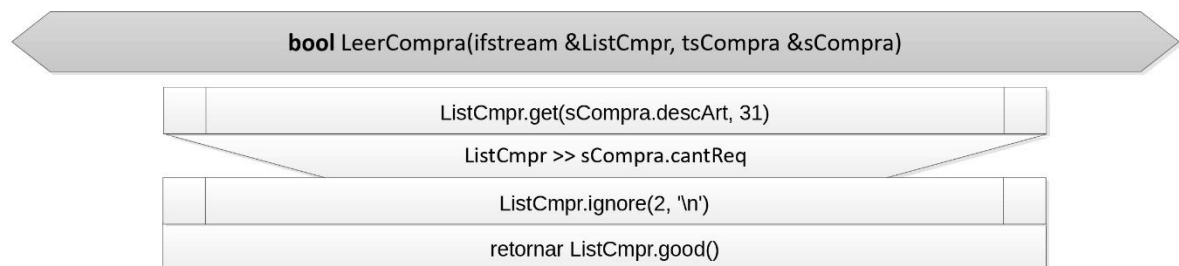 bool LeerCompra(ifstream &ListCmpr, tsCompra &sCompra)
ListCmpr.get(sCompra.descArt, 31)
ListCmpr >> sCompra.cantReq
ListCmpr.ignore(2, '\n')
retornar ListCmpr.good()